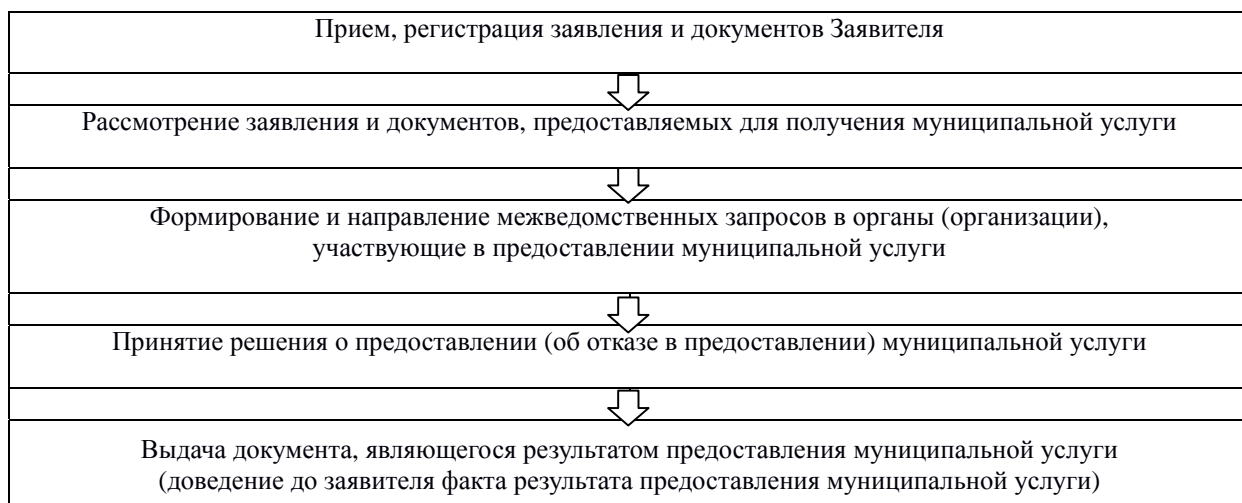 Прием, регистрация заявления и документов Заявителя
Рассмотрение заявления и документов, предоставляемых для получения муниципальной услуги
Формирование и направление межведомственных запросов в органы (организации),
участвующие в предоставлении муниципальной услуги
Принятие решения о предоставлении (об отказе в предоставлении) муниципальной услуги
Выдача документа, являющегося результатом предоставления муниципальной услуги
(доведение до заявителя факта результата предоставления муниципальной услуги)